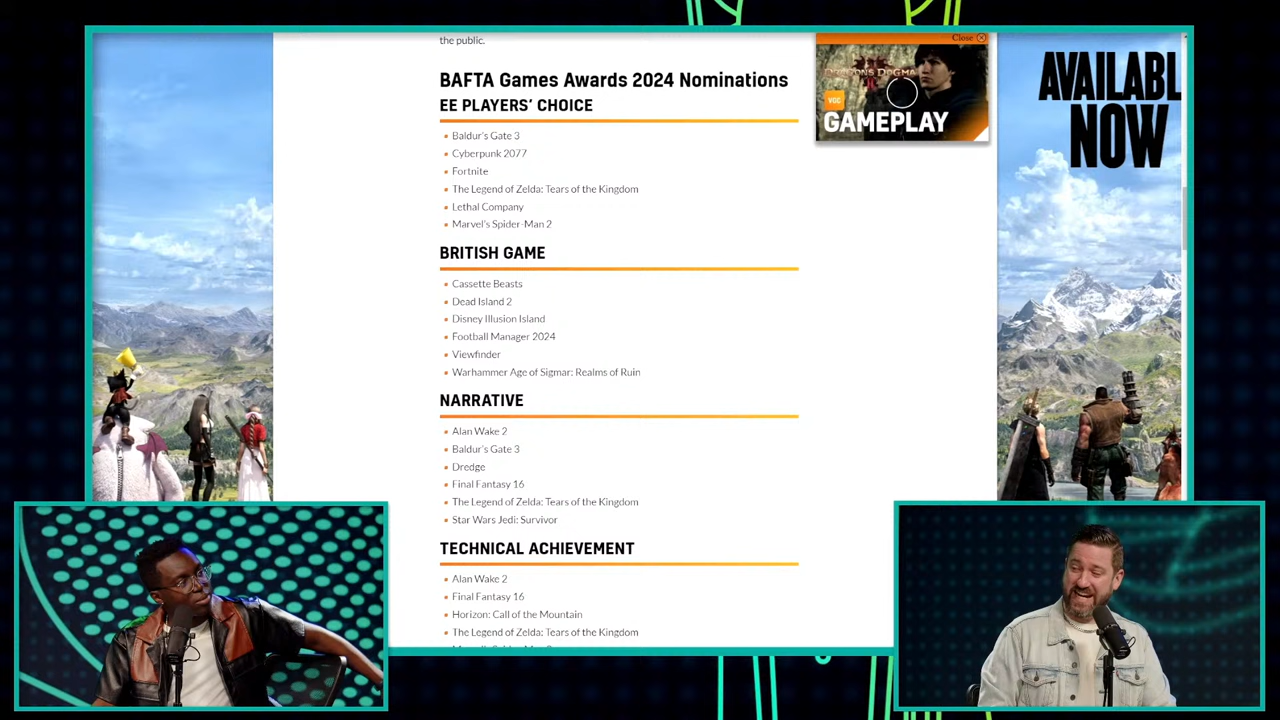 the public.
Close
BAFTA Games Awards 2024 Nominations
EE PLAYERS' CHOICE
DRAGONS DOGMA
VGC
GAMEPLAY
AVAILABL
NOW
Baldur's Gate 3
Cyberpunk 2077
Fortnite
The Legend of Zelda: Tears of the Kingdom
Lethal Company
Marvel's Spider-Man 2
BRITISH GAME
Cassette Beasts
Dead Island 2
Disney Illusion Island
Football Manager 2024
Viewfinder
Warhammer Age of Sigmar: Realms of Ruin
NARRATIVE
Alan Wake 2
Baldur's Gate 3
Dredge
Final Fantasy 16
The Legend of Zelda: Tears of the Kingdom
Star Wars Jedi: Survivor
TECHNICAL ACHIEVEMENT
Alan Wake 2
Final Fantasy 16
Horizon: Call of the Mountain
The Legend of Zelda: Tears of the Kingdom